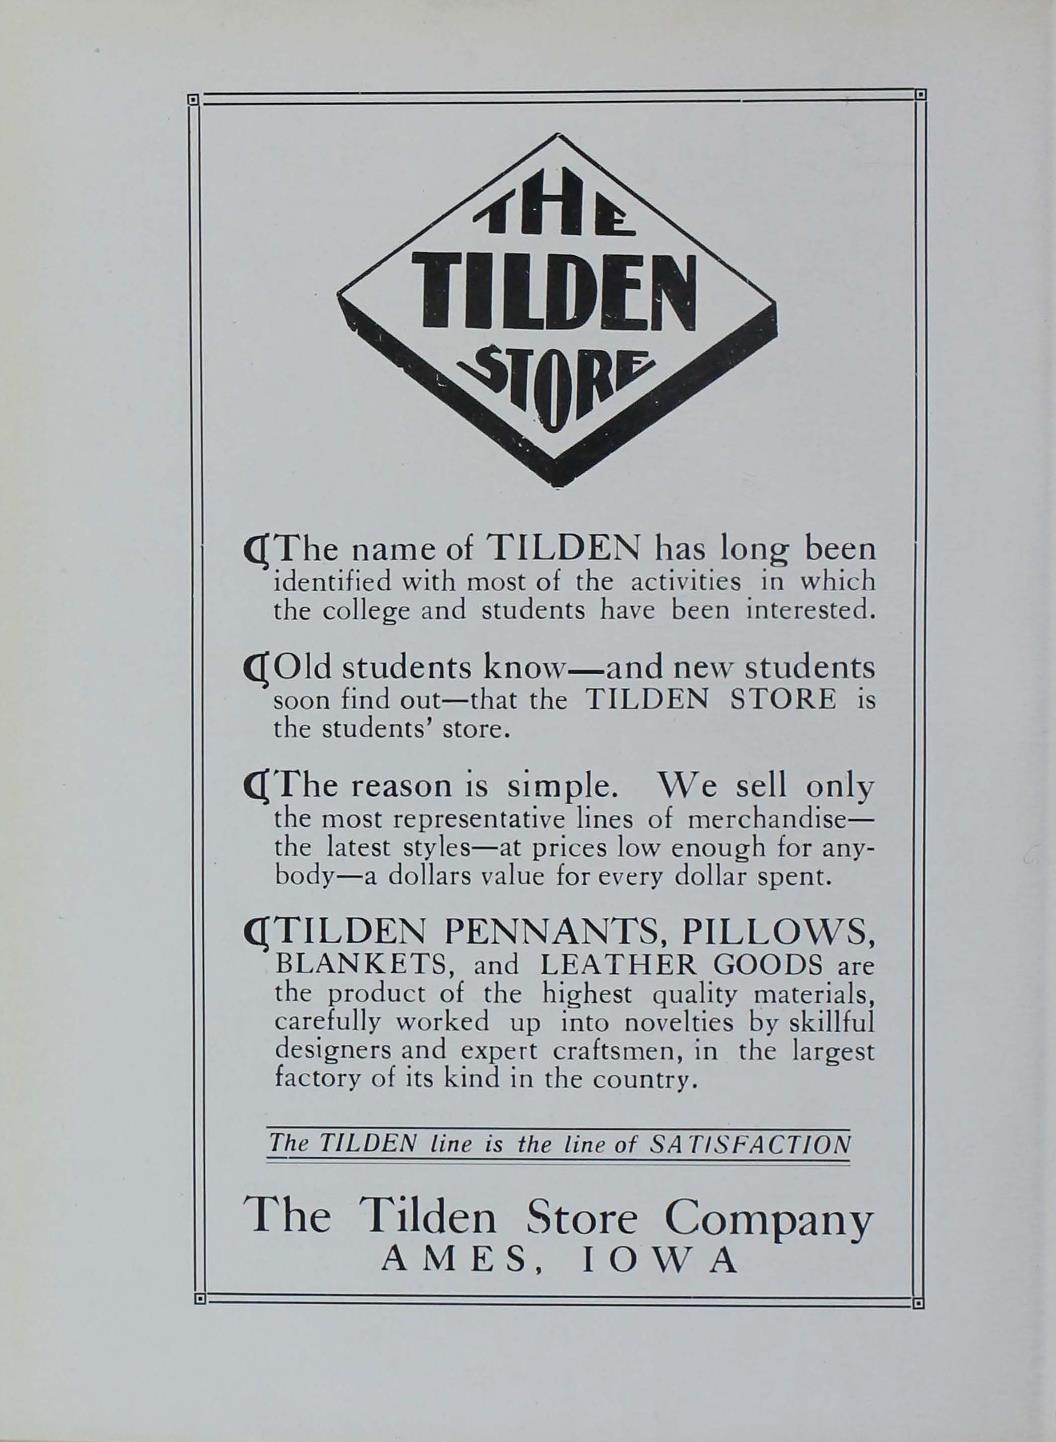 THE
TILDEN
STORE
¶The name of TILDEN has long been
identified with most of the activities in which
the college and students have been interested.
¶Old students know—and new students
soon find out—that the TILDEN STORE is
the students' store.
¶The reason is simple. We sell only
the most representative lines of merchandise—
the latest styles—at prices low enough for any-
body—a dollars value for every dollar spent.
¶TILDEN PENNANTS, PILLOWS,
BLANKETS, and LEATHER GOODS are
the product of the highest quality materials,
carefully worked up into novelties by skillful
designers and expert craftsmen, in the largest
factory of its kind in the country.
The TILDEN line is the line of SATISFACTION
The Tilden Store Company
AMES, IOWA